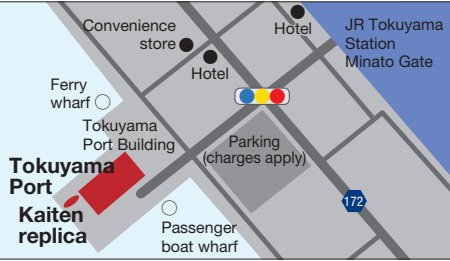 Convenience
store
Hotel
Hotel
JR Tokuyama
Station
Minato Gate
Ferry
wharf
Tokuyama
Port Building
Parking
(charges apply)
Tokuyama
Port
Kaiten
replica
Passenger
boat wharf
172